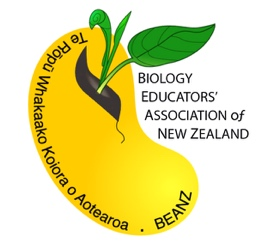 Te Rōpū Whakaako Koiora o Aotearoa . BEANZ
BIOLOGY
EDUCATORS'
ASSOCIATION of
NEW ZEALAND